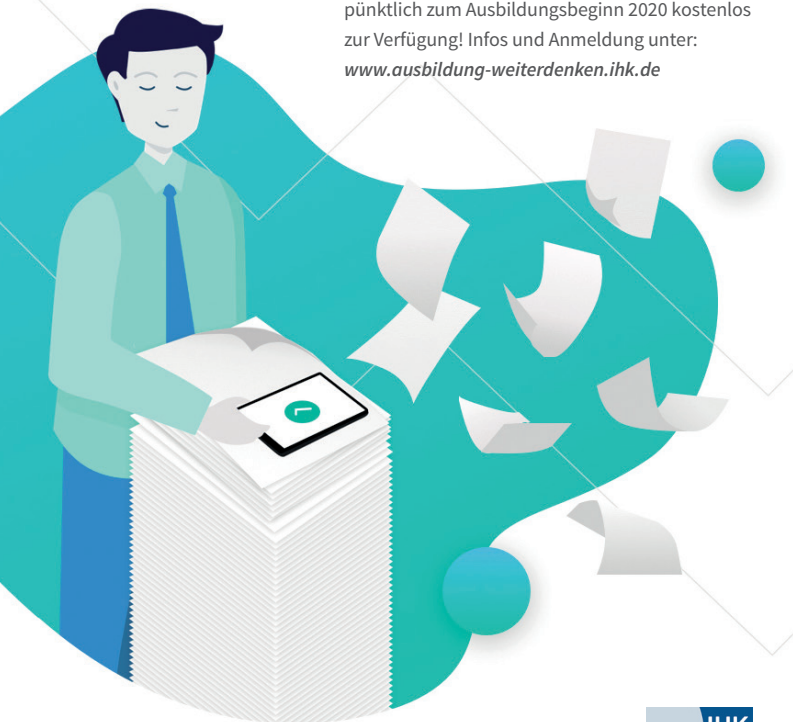 pünktlich zum Ausbildungsbeginn 2020 kostenlos
zur Verfügung! Infos und Anmeldung unter:
www.ausbildung-weiterdenken.ihk.de
IHK